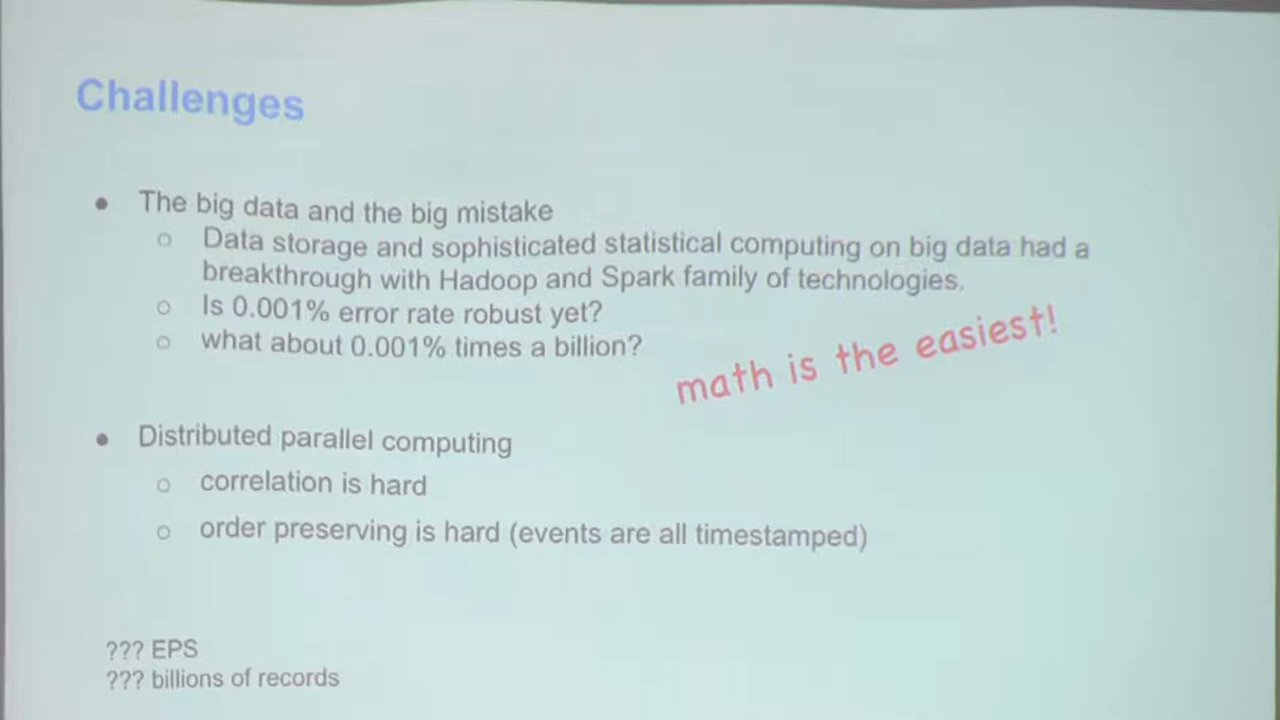 Challenges
● The big data and the big mistake
○ Data storage and sophisticated statistical computing on big data had a
breakthrough with Hadoop and Spark family of technologies.
○ Is 0.001% error rate robust yet?
○ what about 0.001% times a billion?
math is the easiest!
● Distributed parallel computing
○ correlation is hard
○ order preserving is hard (events are all timestamped)
??? EPS
??? billions of records